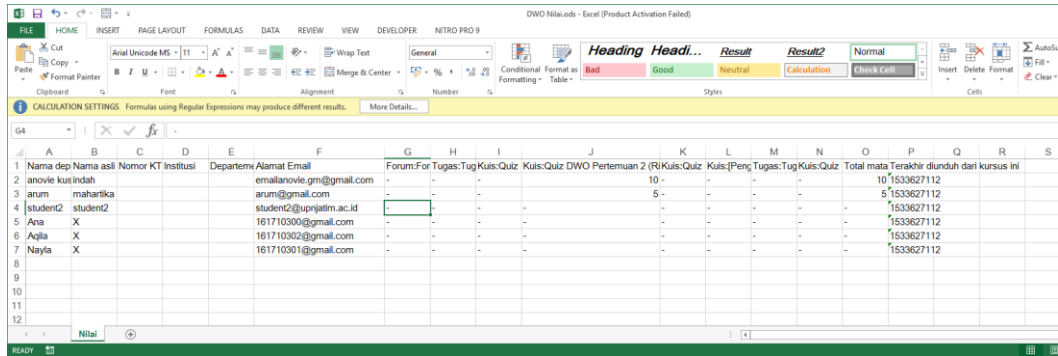 DWO Nilai.ods - Excel (Product Activation Failed)
FILE HOME INSERT PAGE LAYOUT FORMULAS DATA REVIEW VIEW DEVELOPER NITRO PRO 9
Cut Arial Unicode MS 11 Wrap Text General Heading Headi... Result Result2 Normal AutoSu
Copy Fill
Paste Format Painter B I U Merge & Center % , Conditional Formatting Format as Table Bad Good Neutral Calculation Check Cell Insert Delete Format Clear
Clipboard Font Alignment Number Styles Cells
CALCULATION SETTINGS Formulas using Regular Expressions may produce different results. More Details...
G4 fx -
A B C D E F G H I J K L M N O P Q R S
1 Nama dep Nama asli Nomor KT Institusi Departeme Alamat Email Forum:For Tugas:Tug Kuis:Quiz Kuis:Quiz DWO Pertemuan 2 (RI Kuis:Quiz Kuis:[Peng Tugas:Tug Kuis:Quiz Total mata Terakhir diunduh dari kursus ini
2 anovie kus indah emailanovie.gm@gmail.com - - - 10 - - - - 10 1533627112
3 arum mahartika arum@gmail.com - - - 5 - - - - 5 1533627112
4 student2 student2 student2@upnjatim.ac.id - - - - - - - - - 1533627112
5 Ana X 161710300@gmail.com - - - - - - - - - 1533627112
6 Aqila X 161710302@gmail.com - - - - - - - - - 1533627112
7 Nayla X 161710301@gmail.com - - - - - - - - - 1533627112
8
9
10
11
12
Nilai
READY